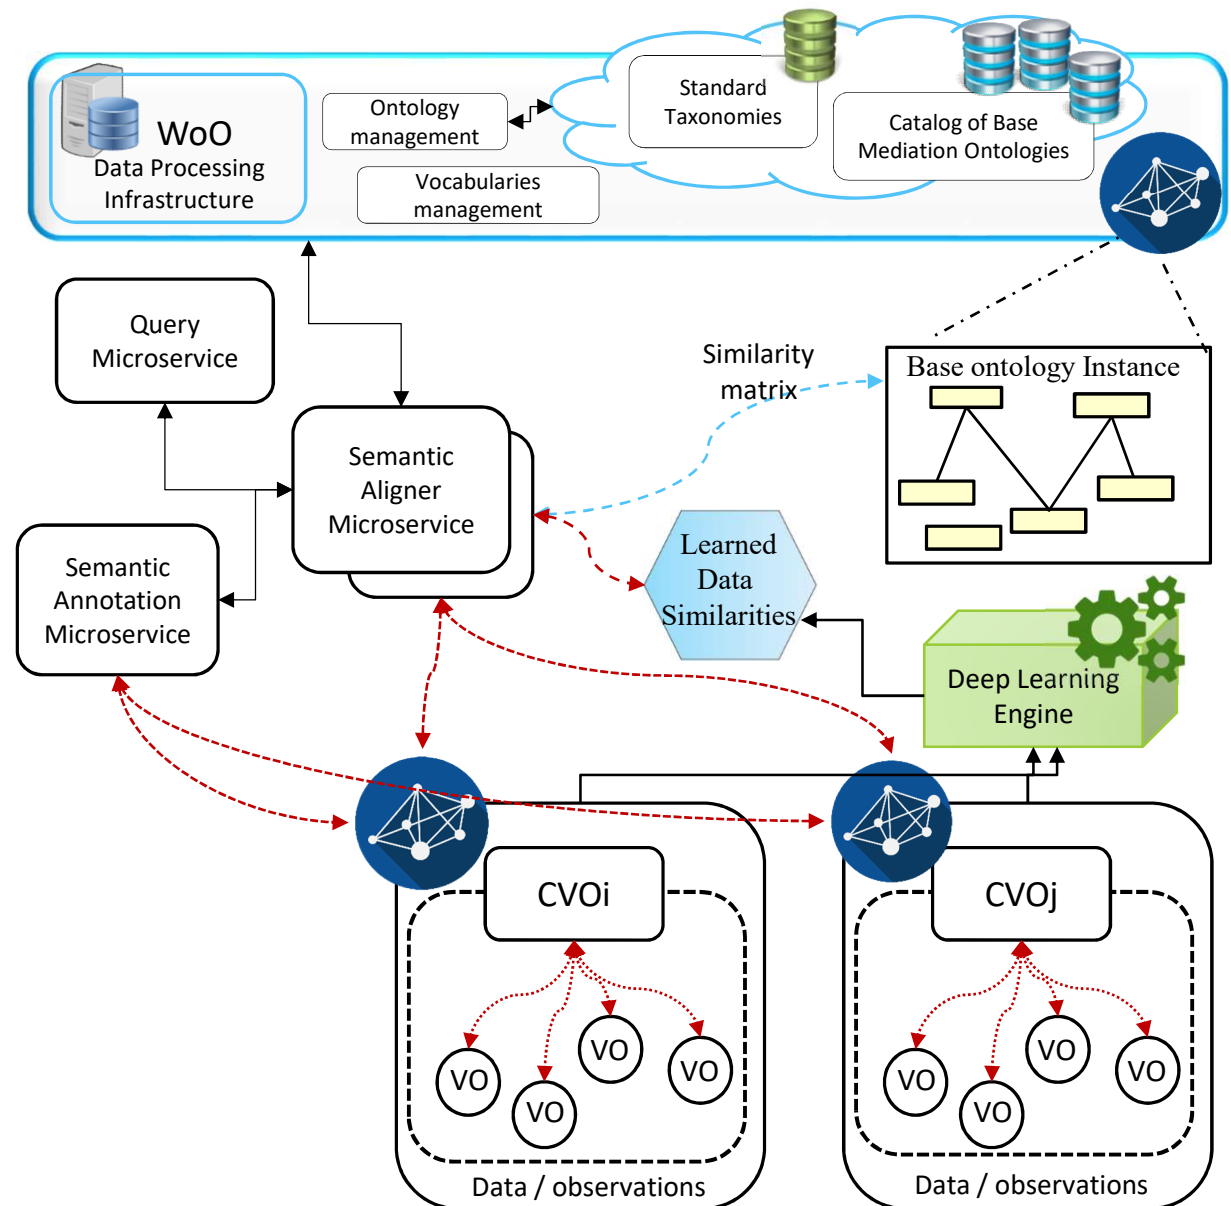 WoO
Data Processing
Infrastructure
Ontology
management
Vocabularies
management
Standard
Taxonomies
Catalog of Base
Mediation Ontologies
Query
Microservice
Similarity
matrix
Base ontology Instance
Semantic
Aligner
Microservice
Semantic
Annotation
Microservice
Learned
Data
Similarities
Deep Learning
Engine
CVOi
VO
VO
VO
VO
Data / observations
CVOj
VO
VO
VO
VO
Data / observations